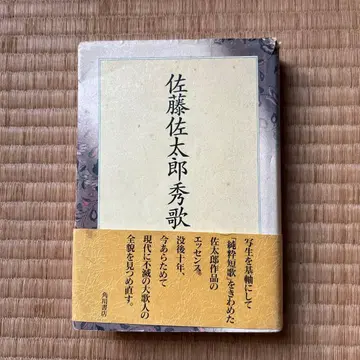 佐藤佐太郎秀歌
写生を基軸にして
「純粋短歌」をきわめた
佐太郎作品の
エッセンス。
没後十年、
今あらためて
現代に不滅の大歌人の
全貌を見つめ直す。
角川書店